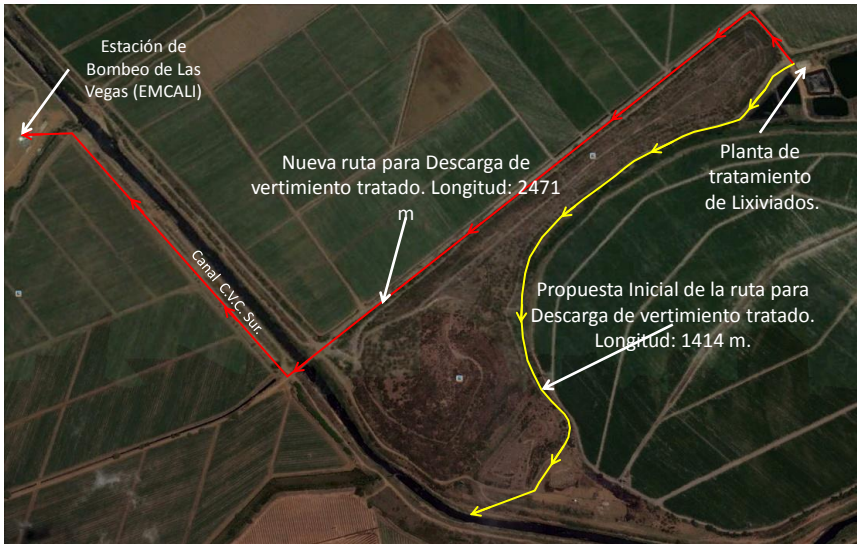 Estación de
Bombeo de Las
Vegas (EMCALI)
Nueva ruta para Descarga de
vertimiento tratado. Longitud: 2471
m
Planta de
tratamiento
de Lixiviados.
Canal C.V.C. Sur.
Propuesta Inicial de la ruta para
Descarga de vertimiento tratado.
Longitud: 1414 m.